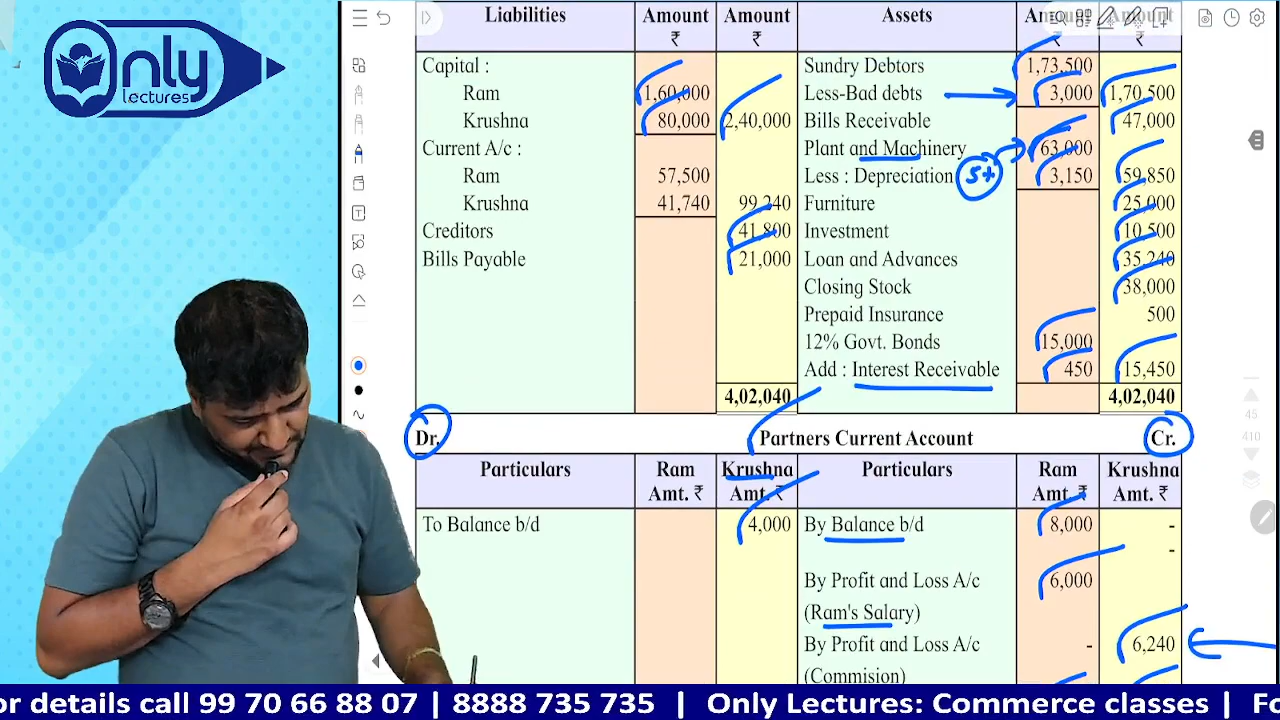 Only
lectures
Liabilities Amount ₹ Amount ₹ Assets Amount ₹
Capital : Sundry Debtors 1,73,500
Ram 1,60,000 Less-Bad debts 3,000 1,70,500
Krushna 80,000 2,40,000 Bills Receivable 47,000
Current A/c : Plant and Machinery 63,000
Ram 57,500 Less : Depreciation 5% 3,150 59,850
Krushna 41,740 99,240 Furniture 25,000
Creditors 41,800 Investment 10,500
Bills Payable 21,000 Loan and Advances 35,240
Closing Stock 38,000
Prepaid Insurance 500
12% Govt. Bonds 15,000
Add : Interest Receivable 450 15,450
4,02,040 4,02,040
Dr. Partners Current Account Cr.
Particulars Ram Amt. ₹ Krushna Amt. ₹ Particulars Ram Amt. ₹ Krushna Amt. ₹
To Balance b/d 4,000 By Balance b/d 8,000 -
-
By Profit and Loss A/c 6,000
(Ram's Salary)
By Profit and Loss A/c - 6,240
(Commision)
45
410
or details call 99 70 66 88 07 | 8888 735 735 | Only Lectures: Commerce classes | Fo